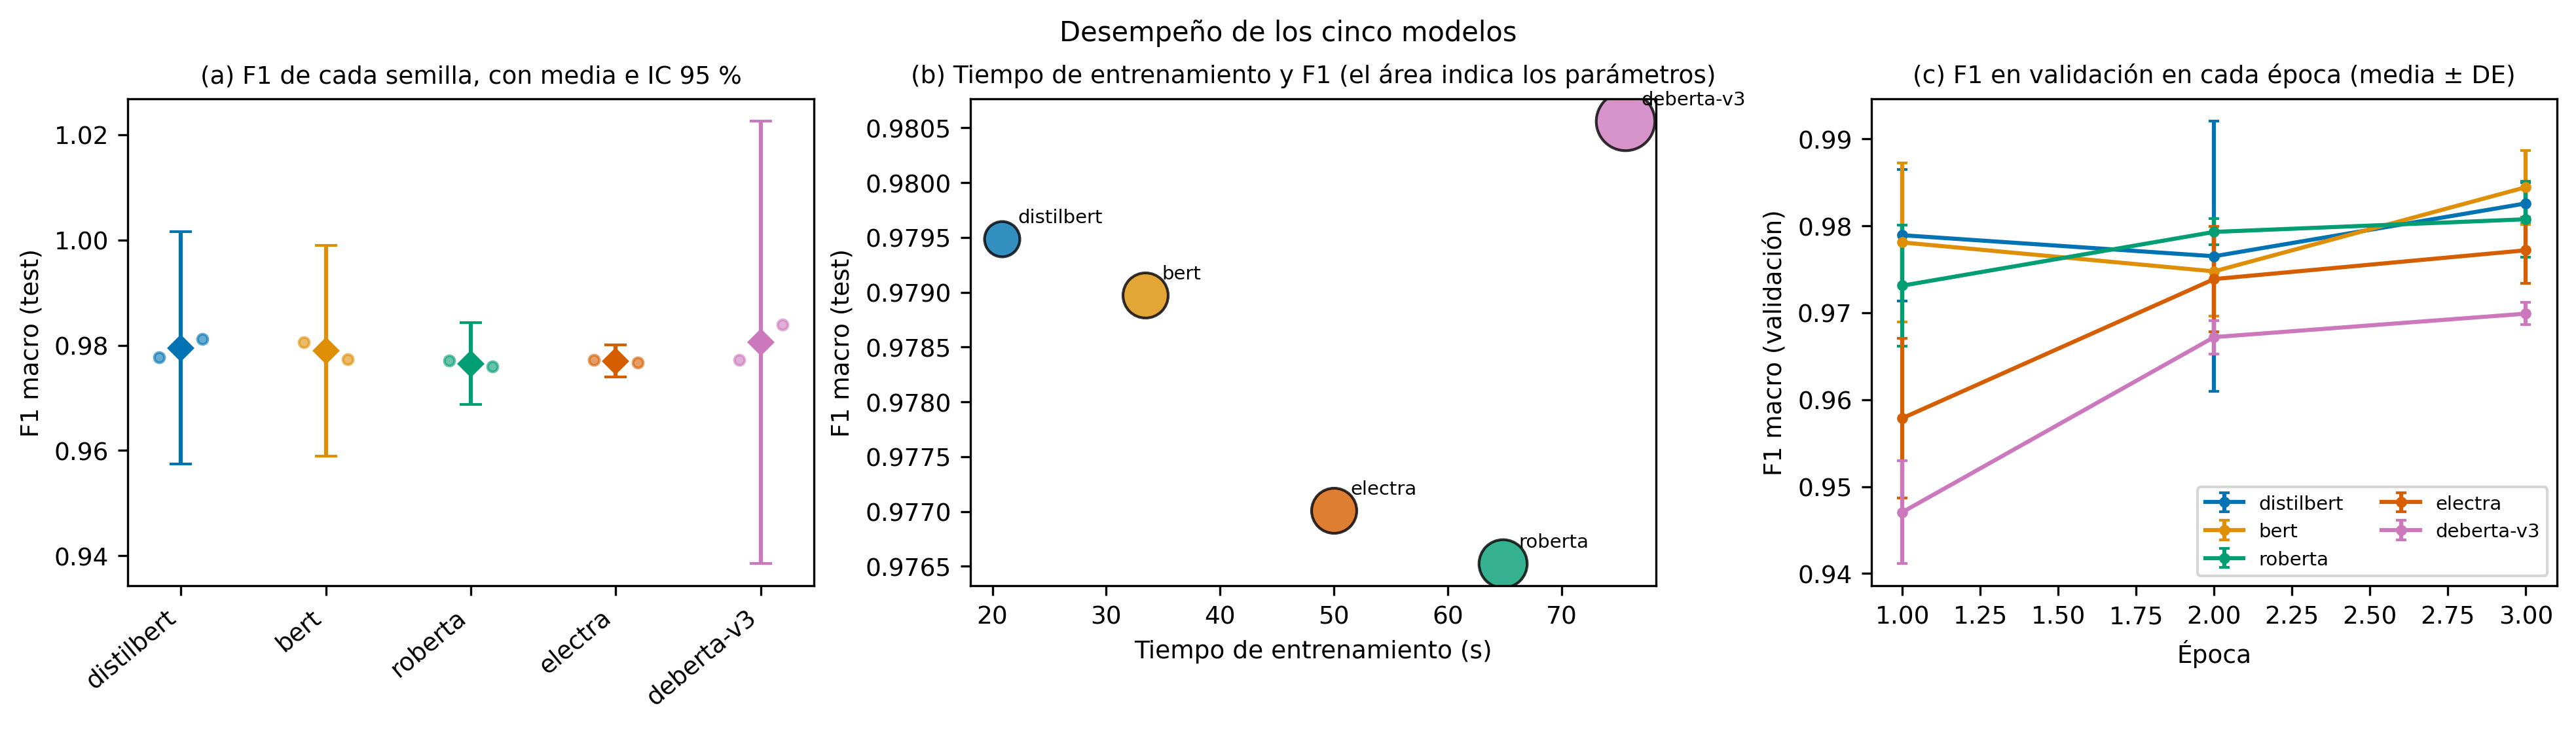 Desempeño de los cinco modelos
(a) F1 de cada semilla, con media e IC 95 %
F1 macro (test)
1.02
1.00
0.98
0.96
0.94
distilbert
bert
roberta
electra
deberta-v3
(b) Tiempo de entrenamiento y F1 (el área indica los parámetros)
F1 macro (test)
0.9805
0.9800
0.9795
0.9790
0.9785
0.9780
0.9775
0.9770
0.9765
deberta-v3
distilbert
bert
electra
roberta
20 30 40 50 60 70
Tiempo de entrenamiento (s)
(c) F1 en validación en cada época (media ± DE)
F1 macro (validación)
0.99
0.98
0.97
0.96
0.95
0.94
distilbert
bert
roberta
electra
deberta-v3
1.00 1.25 1.50 1.75 2.00 2.25 2.50 2.75 3.00
Época